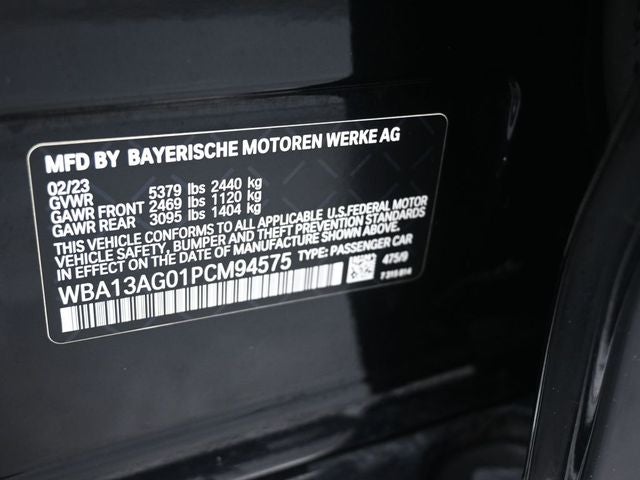 MFD BY BAYERISCHE MOTOREN WERKE AG
02/23
GVWR 5379 lbs 2440 kg
GAWR FRONT 2469 lbs 1120 kg
GAWR REAR 3095 lbs 1404 kg
THIS VEHICLE CONFORMS TO ALL APPLICABLE U.S.FEDERAL MOTOR
VEHICLE SAFETY, BUMPER, AND THEFT PREVENTION STANDARDS
IN EFFECT ON THE DATE OF MANUFACTURE SHOWN ABOVE.
WBA13AG01PCM94575 TYPE: PASSENGER CAR
475/9